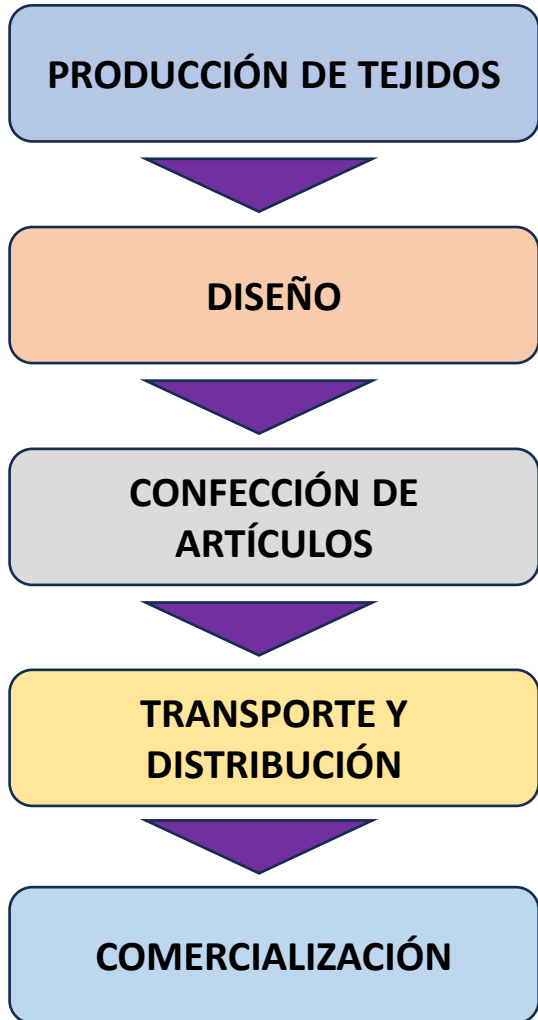 PRODUCCIÓN DE TEJIDOS
DISEÑO
CONFECCIÓN DE
ARTÍCULOS
TRANSPORTE Y
DISTRIBUCIÓN
COMERCIALIZACIÓN